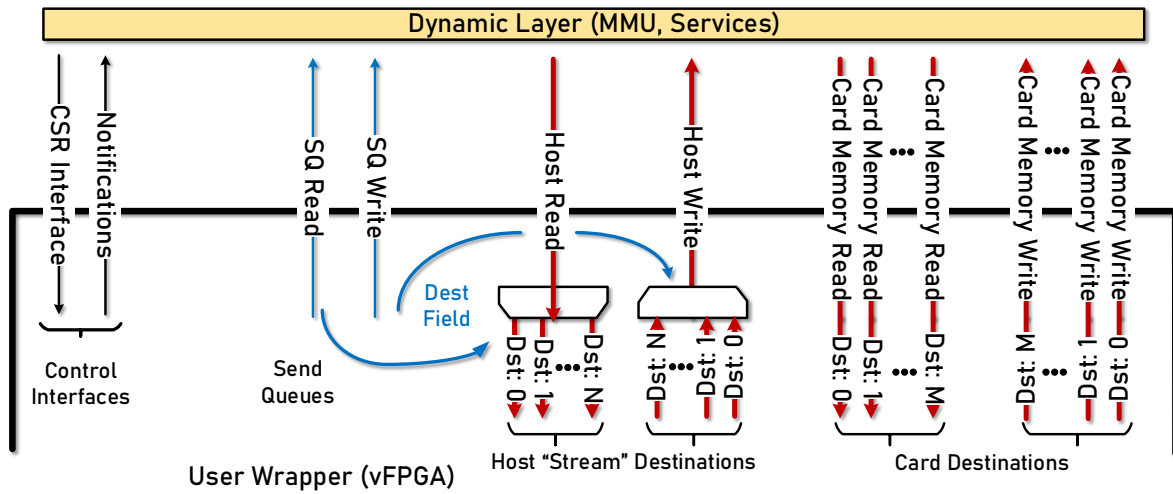 Dynamic Layer (MMU, Services)
CSR Interface
Notifications
SQ Read
SQ Write
Host Read
Host Write
Card Memory Read
Card Memory Read
•••
Card Memory Read
Card Memory Write
•••
Card Memory Write
Card Memory Write
Dest
Field
Dst: 0
Dst: 1
•••
Dst: N
Dst: N
•••
Dst: 1
Dst: 0
Dst: 0
Dst: 1
•••
Dst: M
Dst: M
•••
Dst: 1
Dst: 0
Control
Interfaces
Send
Queues
Host “Stream” Destinations
Card Destinations
User Wrapper (vFPGA)